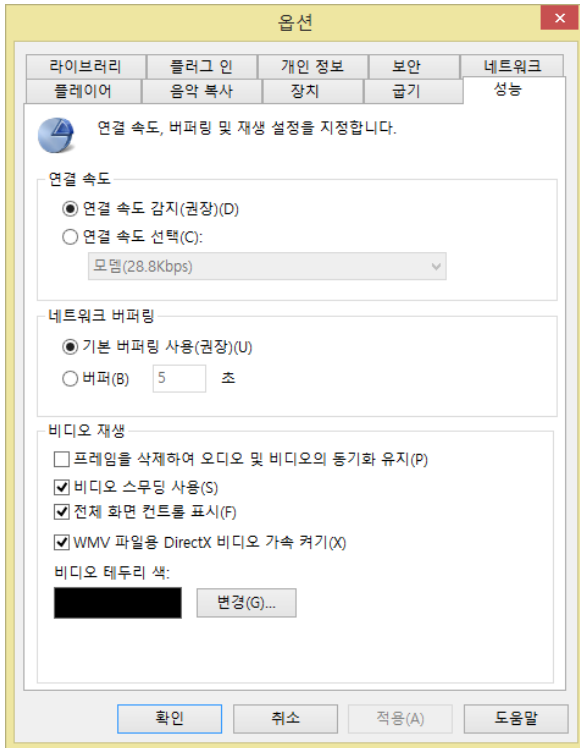 옵션
라이브러리 플러그 인 개인 정보 보안 네트워크
플레이어 음악 복사 장치 굽기 성능
연결 속도, 버퍼링 및 재생 설정을 지정합니다.
연결 속도
연결 속도 감지(권장)(D)
연결 속도 선택(C):
모뎀(28.8Kbps)
네트워크 버퍼링
기본 버퍼링 사용(권장)(U)
버퍼(B) 5 초
비디오 재생
프레임을 삭제하여 오디오 및 비디오의 동기화 유지(P)
비디오 스무딩 사용(S)
전체 화면 컨트롤 표시(F)
WMV 파일용 DirectX 비디오 가속 켜기(X)
비디오 테두리 색:
변경(G)...
확인 취소 적용(A) 도움말